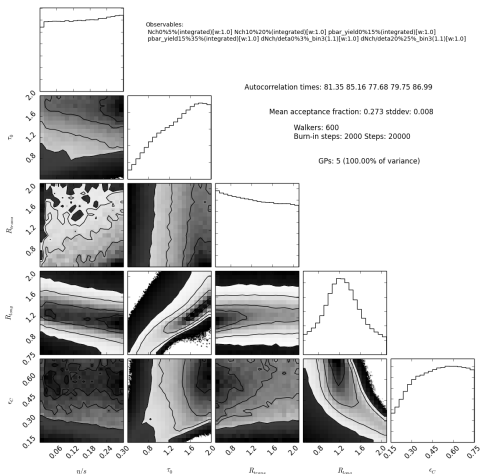 Observables:
Nch0%5%(integrated)[w:1.0] Nch10%20%(integrated)[w:1.0] pbar_yield0%15%(integrated)[w:1.0]
pbar_yield15%35%(integrated)[w:1.0] dNch/deta0%3%_bin3(1.1)[w:1.0] dNch/deta20%25%_bin3(1.1)[w:1.0]
Autocorrelation times: 81.35 85.16 77.68 79.75 86.99
Mean acceptance fraction: 0.273 stddev: 0.008
Walkers: 600
Burn-in steps: 2000 Steps: 20000
GPs: 5 (100.00% of variance)
τ₀
2.0
1.6
1.2
0.8
R_trans
2.0
1.6
1.2
0.8
R_long
2.0
1.6
1.2
0.8
ϵ_C
0.75
0.60
0.45
0.30
0.15
0.06 0.12 0.18 0.24 0.30
0.8 1.2 1.6 2.0
0.8 1.2 1.6 2.0
0.8 1.2 1.6 2.0
0.15 0.30 0.45 0.60 0.75
η/s τ₀ R_trans R_long ϵ_C